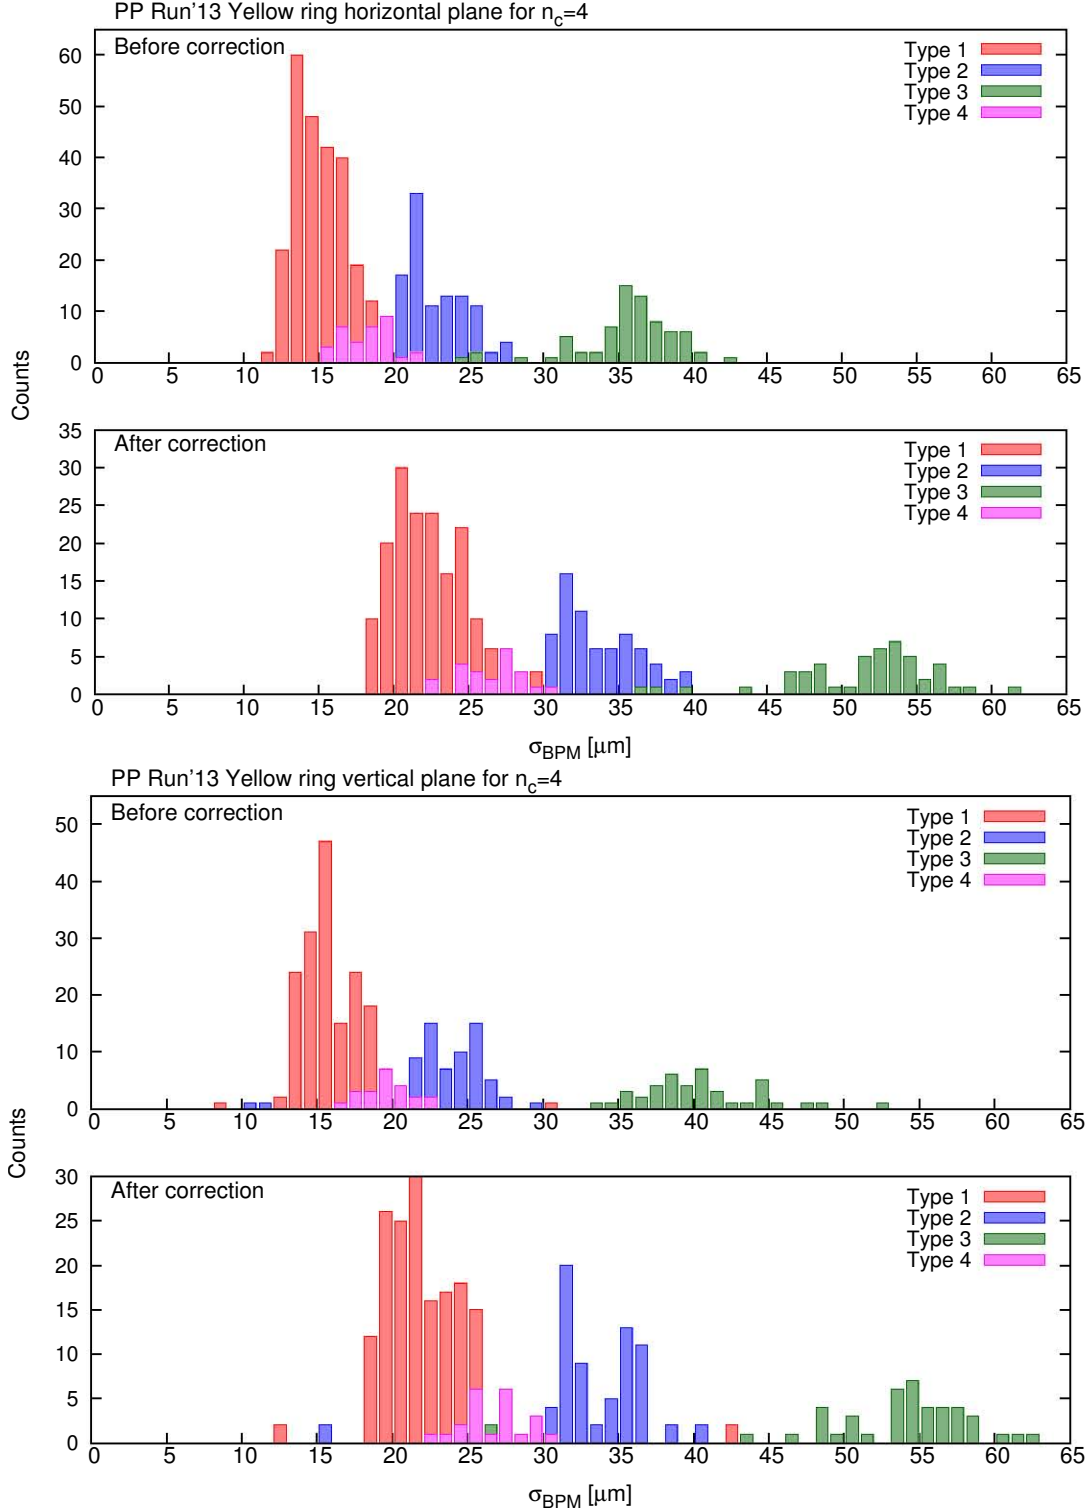 PP Run'13 Yellow ring horizontal plane for n_c=4
Before correction
Type 1
Type 2
Type 3
Type 4
60
50
40
30
20
10
0
0 5 10 15 20 25 30 35 40 45 50 55 60 65
Counts
After correction
Type 1
Type 2
Type 3
Type 4
35
30
25
20
15
10
5
0
0 5 10 15 20 25 30 35 40 45 50 55 60 65
σ_BPM [μm]
PP Run'13 Yellow ring vertical plane for n_c=4
Before correction
Type 1
Type 2
Type 3
Type 4
50
40
30
20
10
0
0 5 10 15 20 25 30 35 40 45 50 55 60 65
Counts
After correction
Type 1
Type 2
Type 3
Type 4
30
25
20
15
10
5
0
0 5 10 15 20 25 30 35 40 45 50 55 60 65
σ_BPM [μm]